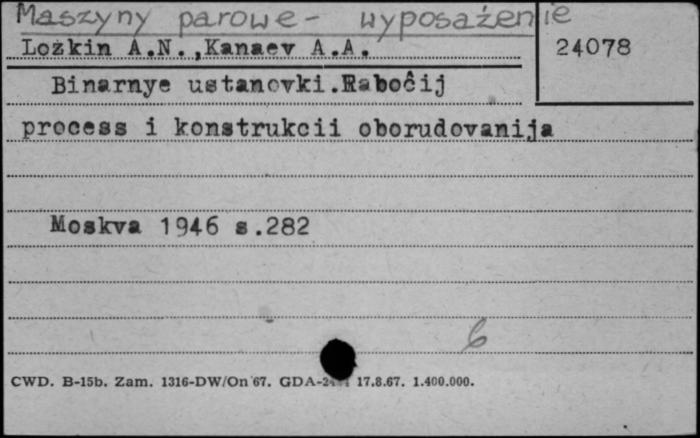 Maszyny parowe - wyposażenie
Lożkin A.N.,Kanaev A.A.
24078
Binarnye ustanovki.Rabočij
process i konstrukcii oborudovanija
Moskva 1946 s.282
6
CWD. B-15b. Zam. 1316-DW/On 67. 17.8.67. 1.400.000.